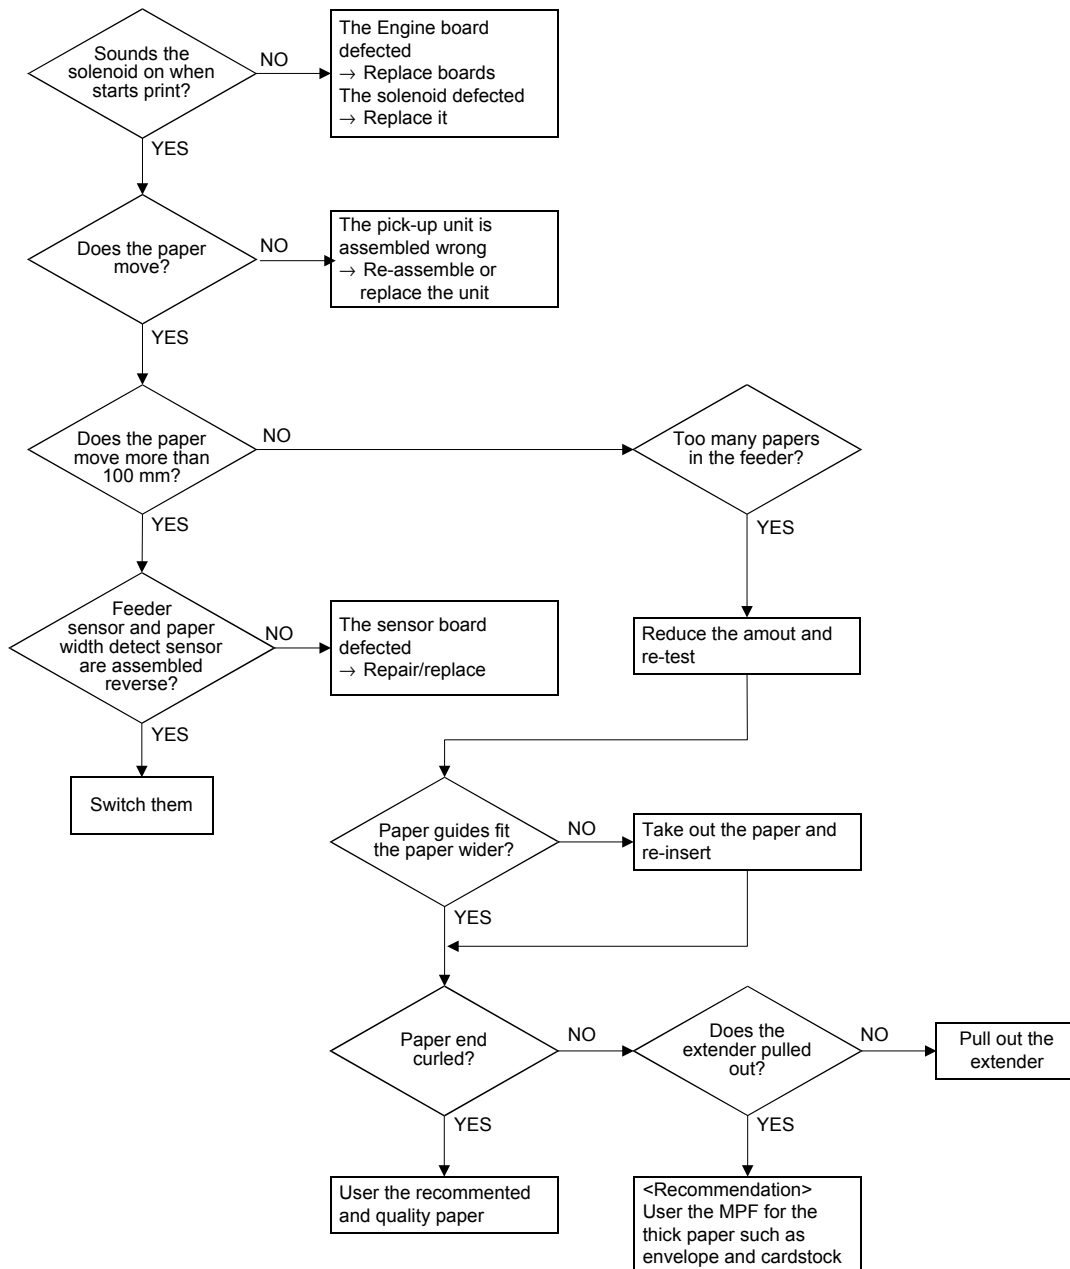 Sounds the
solenoid on when
starts print?
NO
The Engine board
defected
→ Replace boards
The solenoid defected
→ Replace it
YES
Does the paper
move?
NO
The pick-up unit is
assembled wrong
→ Re-assemble or
replace the unit
YES
Does the paper
move more than
100 mm?
NO
Too many papers
in the feeder?
YES
YES
Feeder
sensor and paper
width detect sensor
are assembled
reverse?
NO
The sensor board
defected
→ Repair/replace
Reduce the amout and
re-test
YES
Switch them
Paper guides fit
the paper wider?
NO
Take out the paper and
re-insert
YES
Paper end
curled?
NO
Does the
extender pulled
out?
NO
Pull out the
extender
YES
YES
User the recommented
and quality paper
<Recommendation>
User the MPF for the
thick paper such as
envelope and cardstock